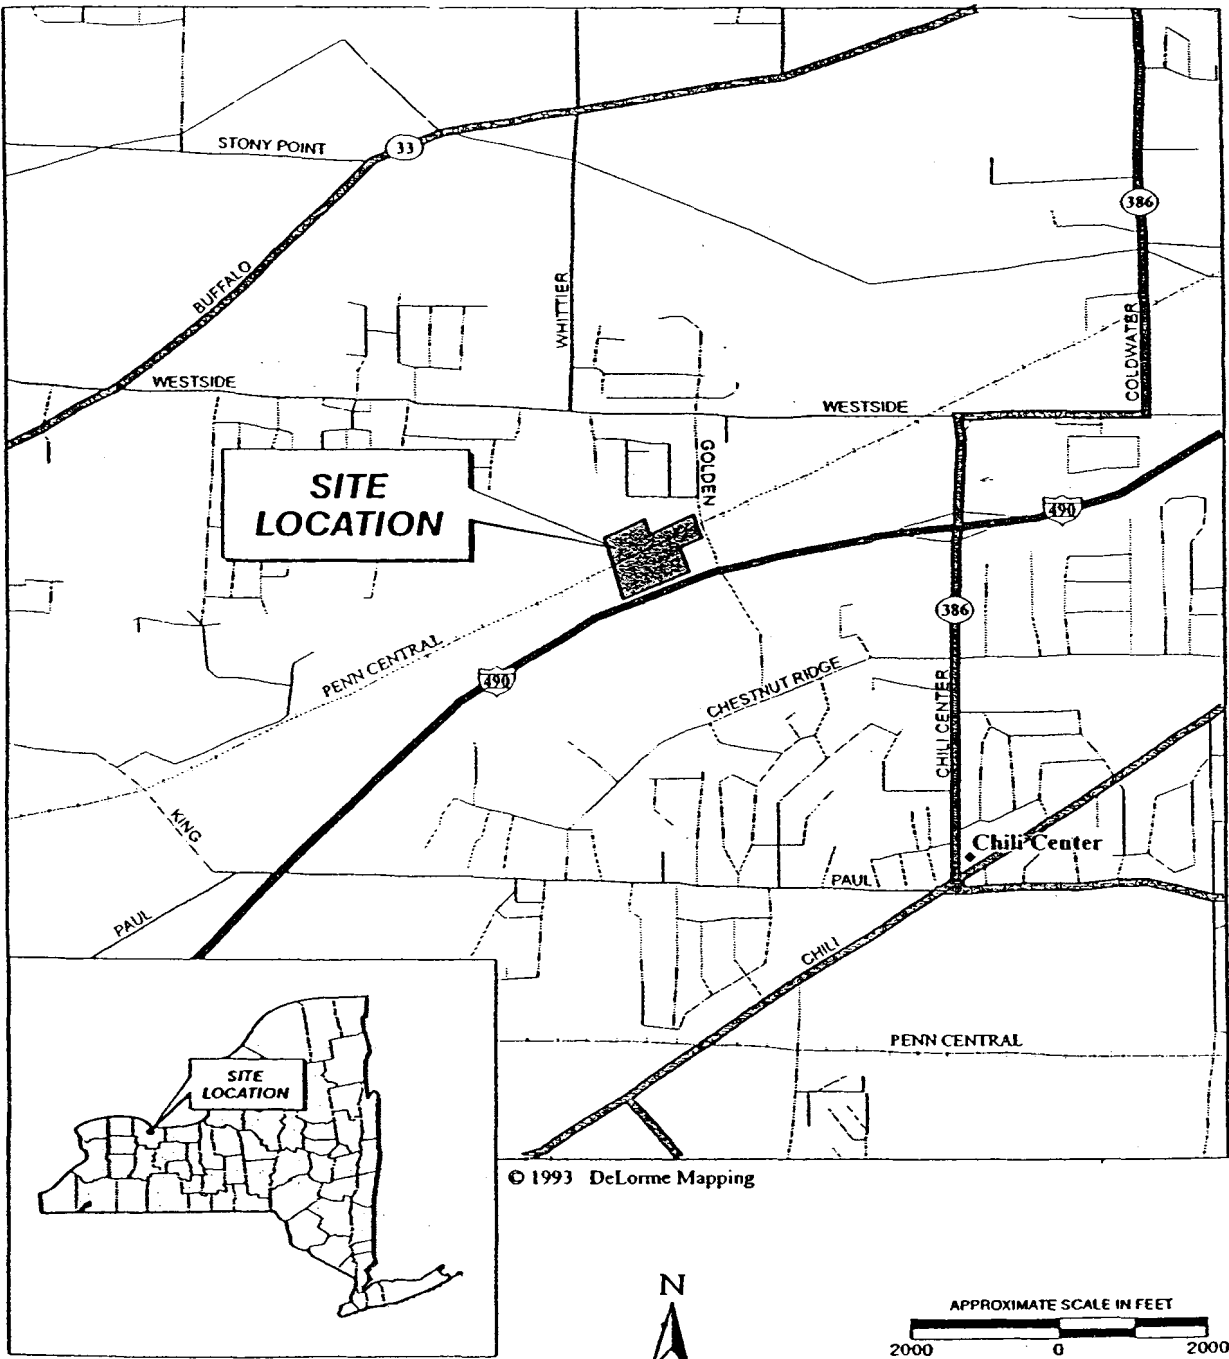 STONY POINT
33
386
BUFFALO
WHITTIER
COLDWATER
WESTSIDE
WESTSIDE
GOLDEN
SITE
LOCATION
490
386
PENN CENTRAL
490
CHESTNUT RIDGE
CHILI CENTER
KING
Chili Center
PAUL
PAUL
CHILI
PENN CENTRAL
SITE
LOCATION
© 1993 DeLorme Mapping
N
APPROXIMATE SCALE IN FEET
2000 0 2000